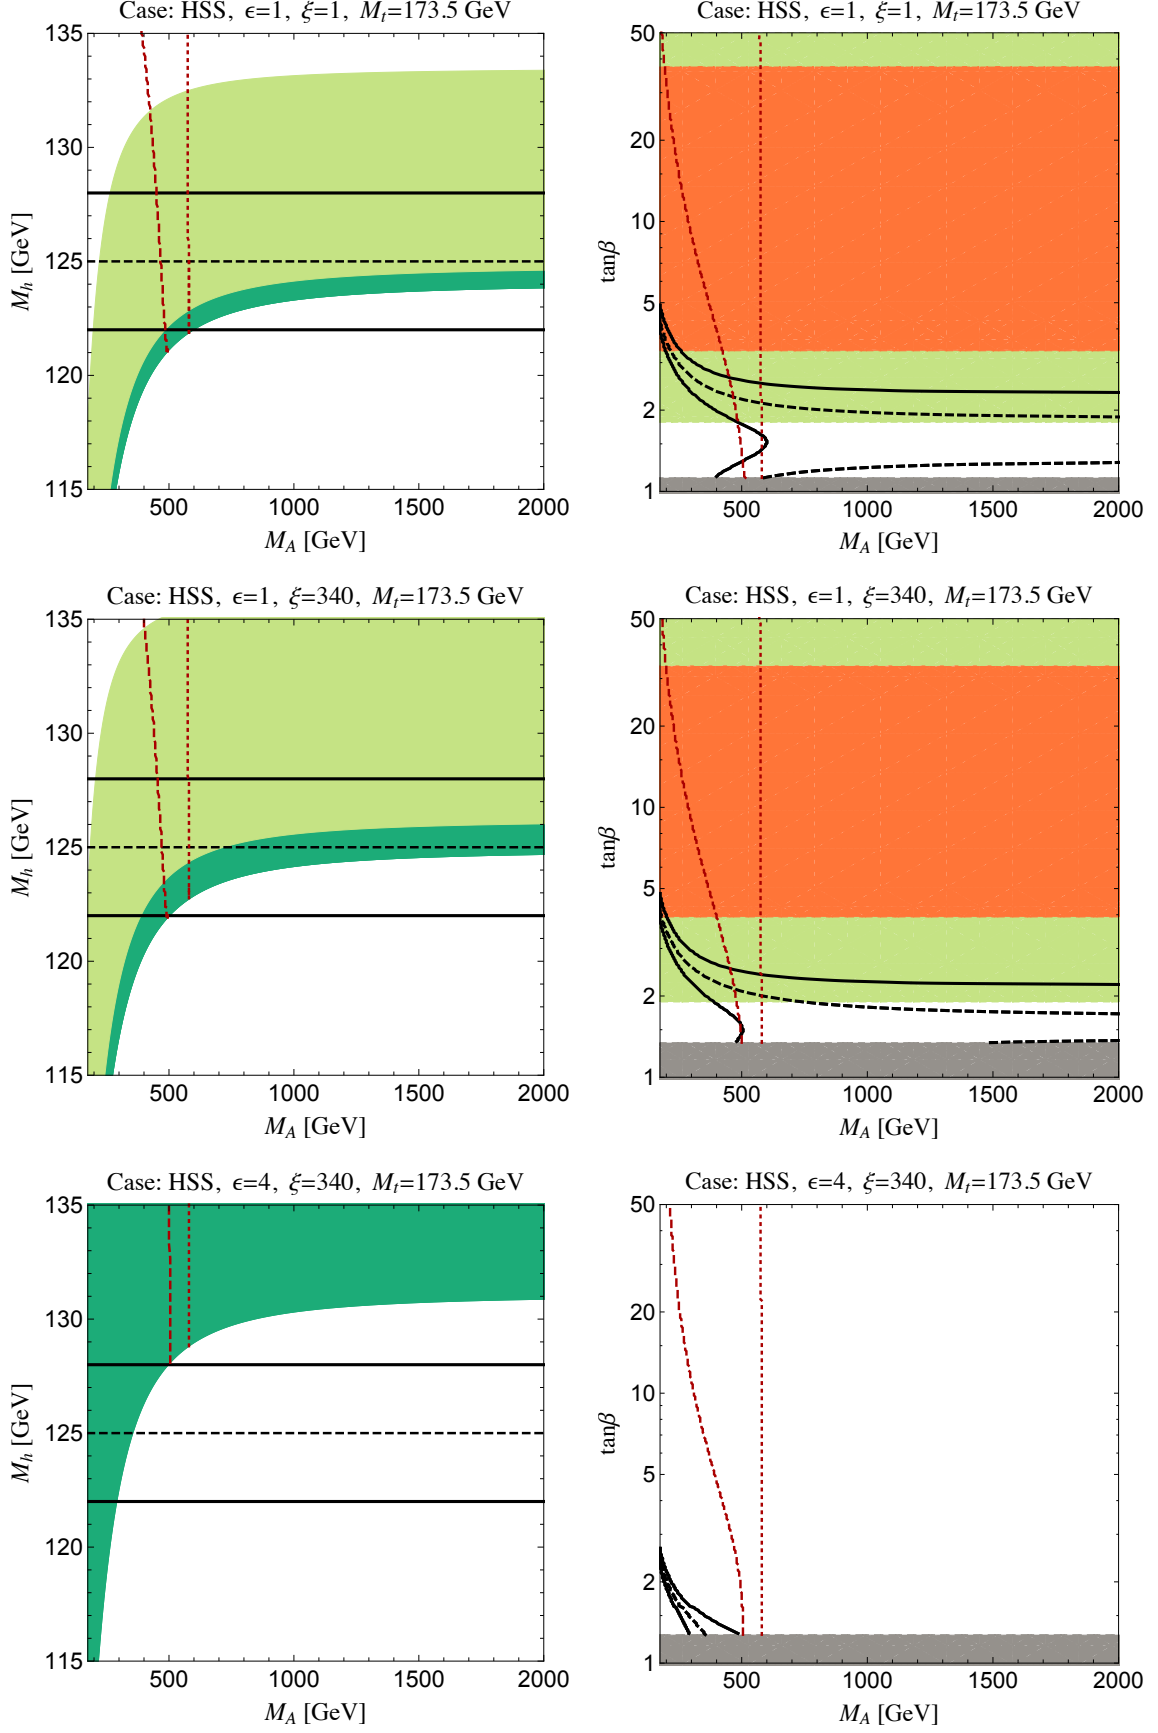 Case: HSS, ϵ=1, ξ=1, M_t=173.5 GeV
135
130
125
120
115
M_h [GeV]
500 1000 1500 2000
M_A [GeV]
Case: HSS, ϵ=1, ξ=1, M_t=173.5 GeV
50
20
10
5
2
1
tanβ
500 1000 1500 2000
M_A [GeV]
Case: HSS, ϵ=1, ξ=340, M_t=173.5 GeV
135
130
125
120
115
M_h [GeV]
500 1000 1500 2000
M_A [GeV]
Case: HSS, ϵ=1, ξ=340, M_t=173.5 GeV
50
20
10
5
2
1
tanβ
500 1000 1500 2000
M_A [GeV]
Case: HSS, ϵ=4, ξ=340, M_t=173.5 GeV
135
130
125
120
115
M_h [GeV]
500 1000 1500 2000
M_A [GeV]
Case: HSS, ϵ=4, ξ=340, M_t=173.5 GeV
50
20
10
5
2
1
tanβ
500 1000 1500 2000
M_A [GeV]